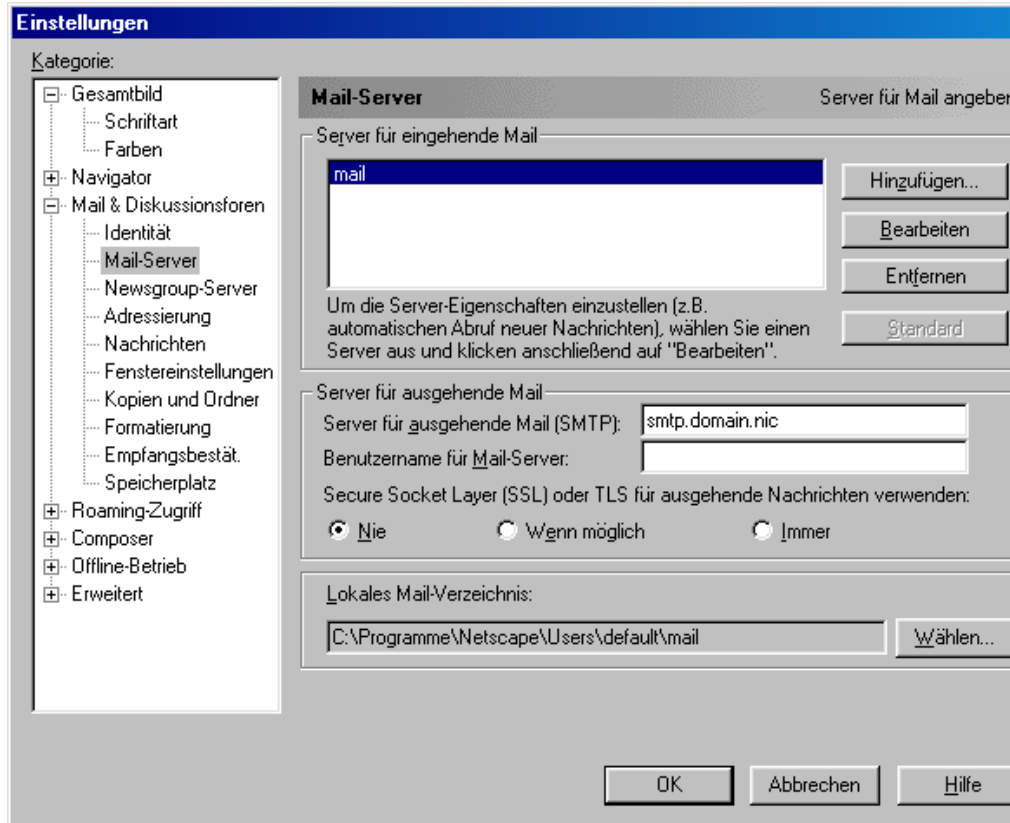 Einstellungen
Kategorie:
Gesamtbild
Schriftart
Farben
Navigator
Mail & Diskussionsforen
Identität
Mail-Server
Newsgroup-Server
Adressierung
Nachrichten
Fenstereinstellungen
Kopien und Ordner
Formatierung
Empfangsbestät.
Speicherplatz
Roaming-Zugriff
Composer
Offline-Betrieb
Erweitert
Mail-Server Server für Mail angeben
Server für eingehende Mail
mail
Hinzufügen...
Bearbeiten
Entfernen
Standard
Um die Server-Eigenschaften einzustellen (z.B.
automatischen Abruf neuer Nachrichten), wählen Sie einen
Server aus und klicken anschließend auf "Bearbeiten".
Server für ausgehende Mail
Server für ausgehende Mail (SMTP): smtp.domain.nic
Benutzername für Mail-Server:
Secure Socket Layer (SSL) oder TLS für ausgehende Nachrichten verwenden:
Nie Wenn möglich Immer
Lokales Mail-Verzeichnis:
C:\Programme\Netscape\Users\default\mail Wählen...
OK Abbrechen Hilfe